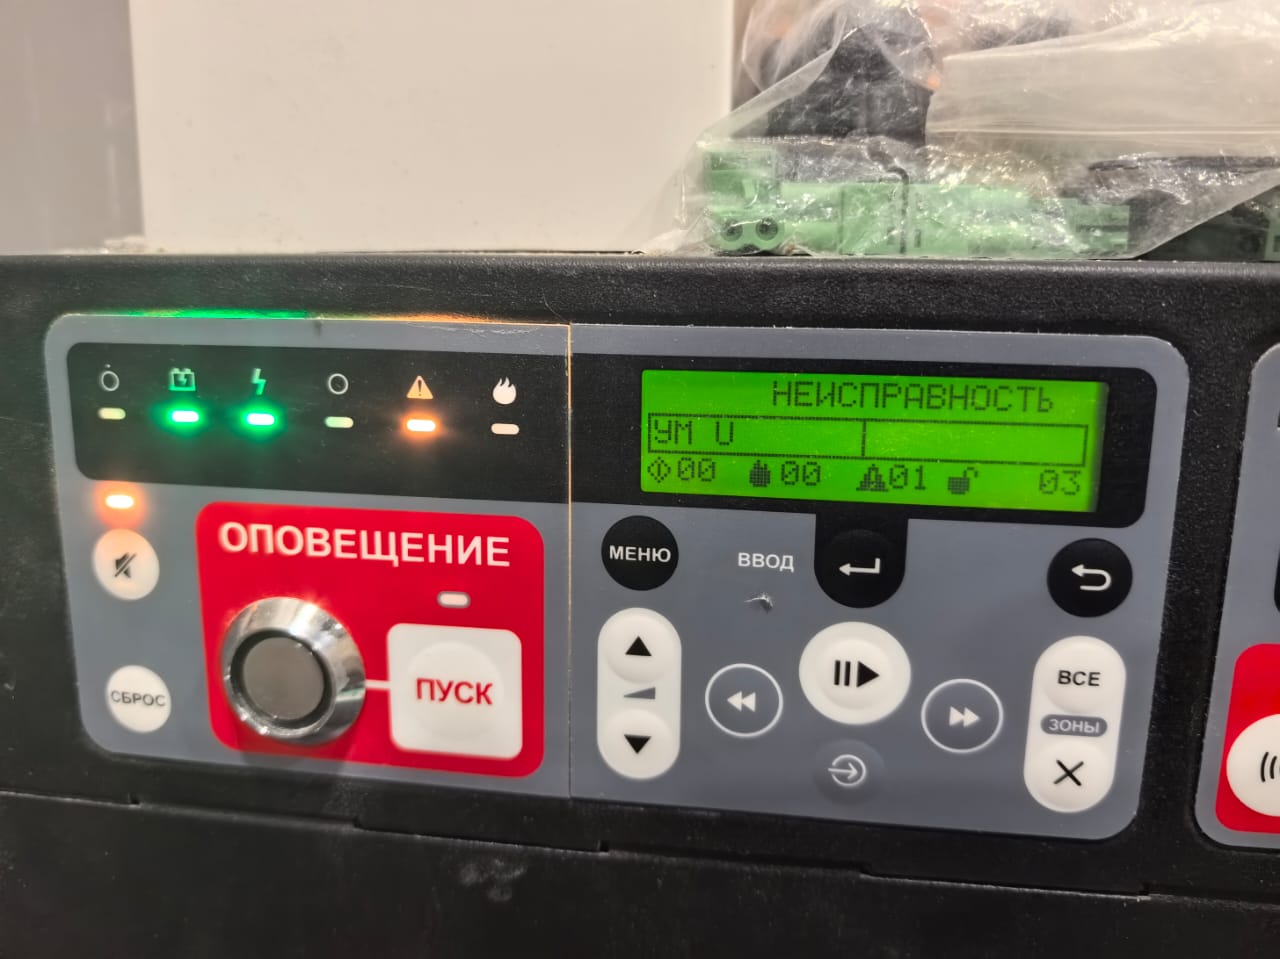 НЕИСПРАВНОСТЬ
УМ U
00 00 01 03
ОПОВЕЩЕНИЕ
МЕНЮ
ВВОД
СБРОС
ПУСК
ВСЕ
ЗОНЫ